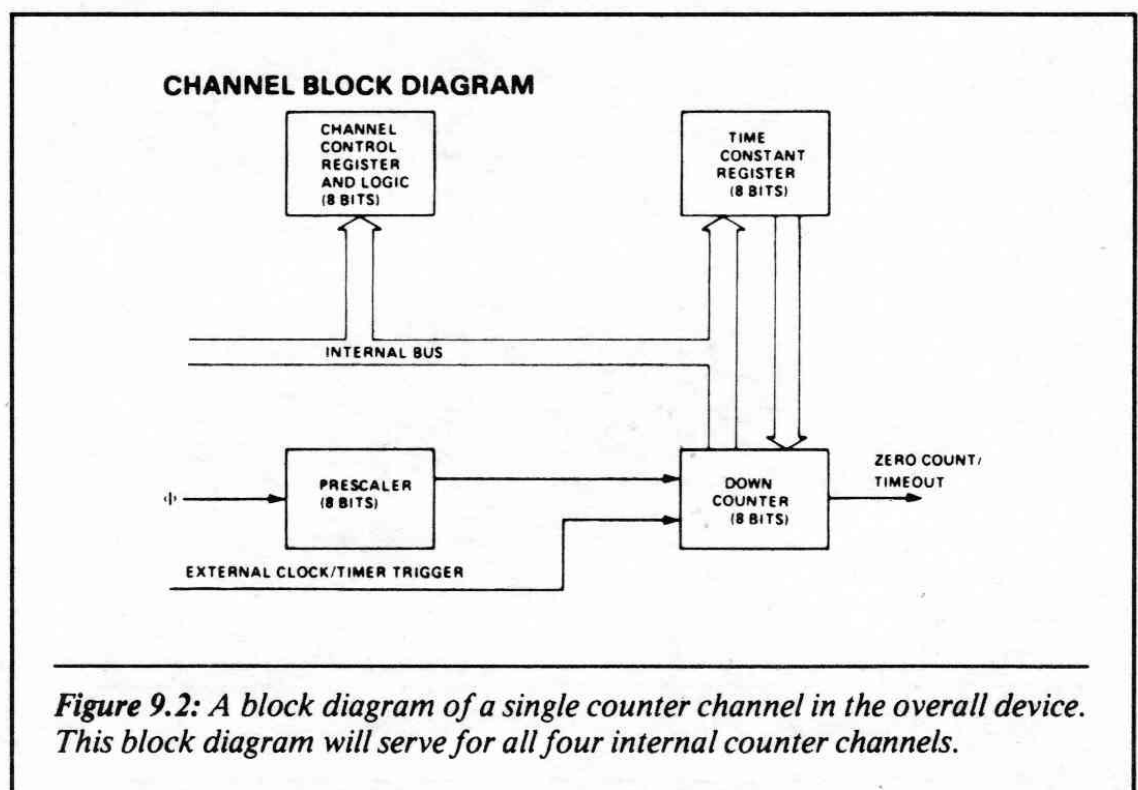 CHANNEL BLOCK DIAGRAM
CHANNEL
CONTROL
REGISTER
AND LOGIC
(8 BITS)
TIME
CONSTANT
REGISTER
(8 BITS)
INTERNAL BUS
Φ
PRESCALER
(8 BITS)
DOWN
COUNTER
(8 BITS)
ZERO COUNT/
TIMEOUT
EXTERNAL CLOCK/TIMER TRIGGER
Figure 9.2: A block diagram of a single counter channel in the overall device.
This block diagram will serve for all four internal counter channels.